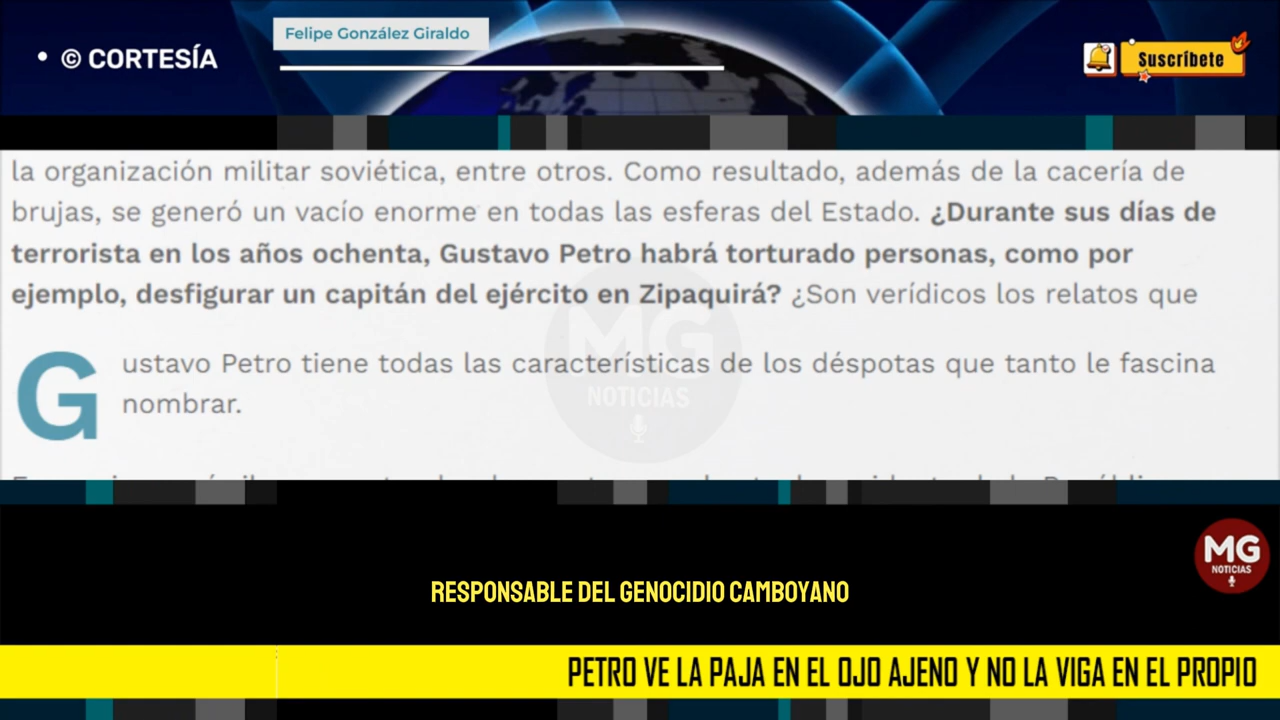 Felipe González Giraldo
• © CORTESÍA
Suscríbete
la organización militar soviética, entre otros. Como resultado, además de la cacería de
brujas, se generó un vacío enorme en todas las esferas del Estado. ¿Durante sus días de
terrorista en los años ochenta, Gustavo Petro habrá torturado personas, como por
ejemplo, desfigurar un capitán del ejército en Zipaquirá? ¿Son verídicos los relatos que
Gustavo Petro tiene todas las características de los déspotas que tanto le fascina
nombrar.
MG
NOTICIAS
MG
NOTICIAS
RESPONSABLE DEL GENOCIDIO CAMBOYANO
PETRO VE LA PAJA EN EL OJO AJENO Y NO LA VIGA EN EL PROPIO